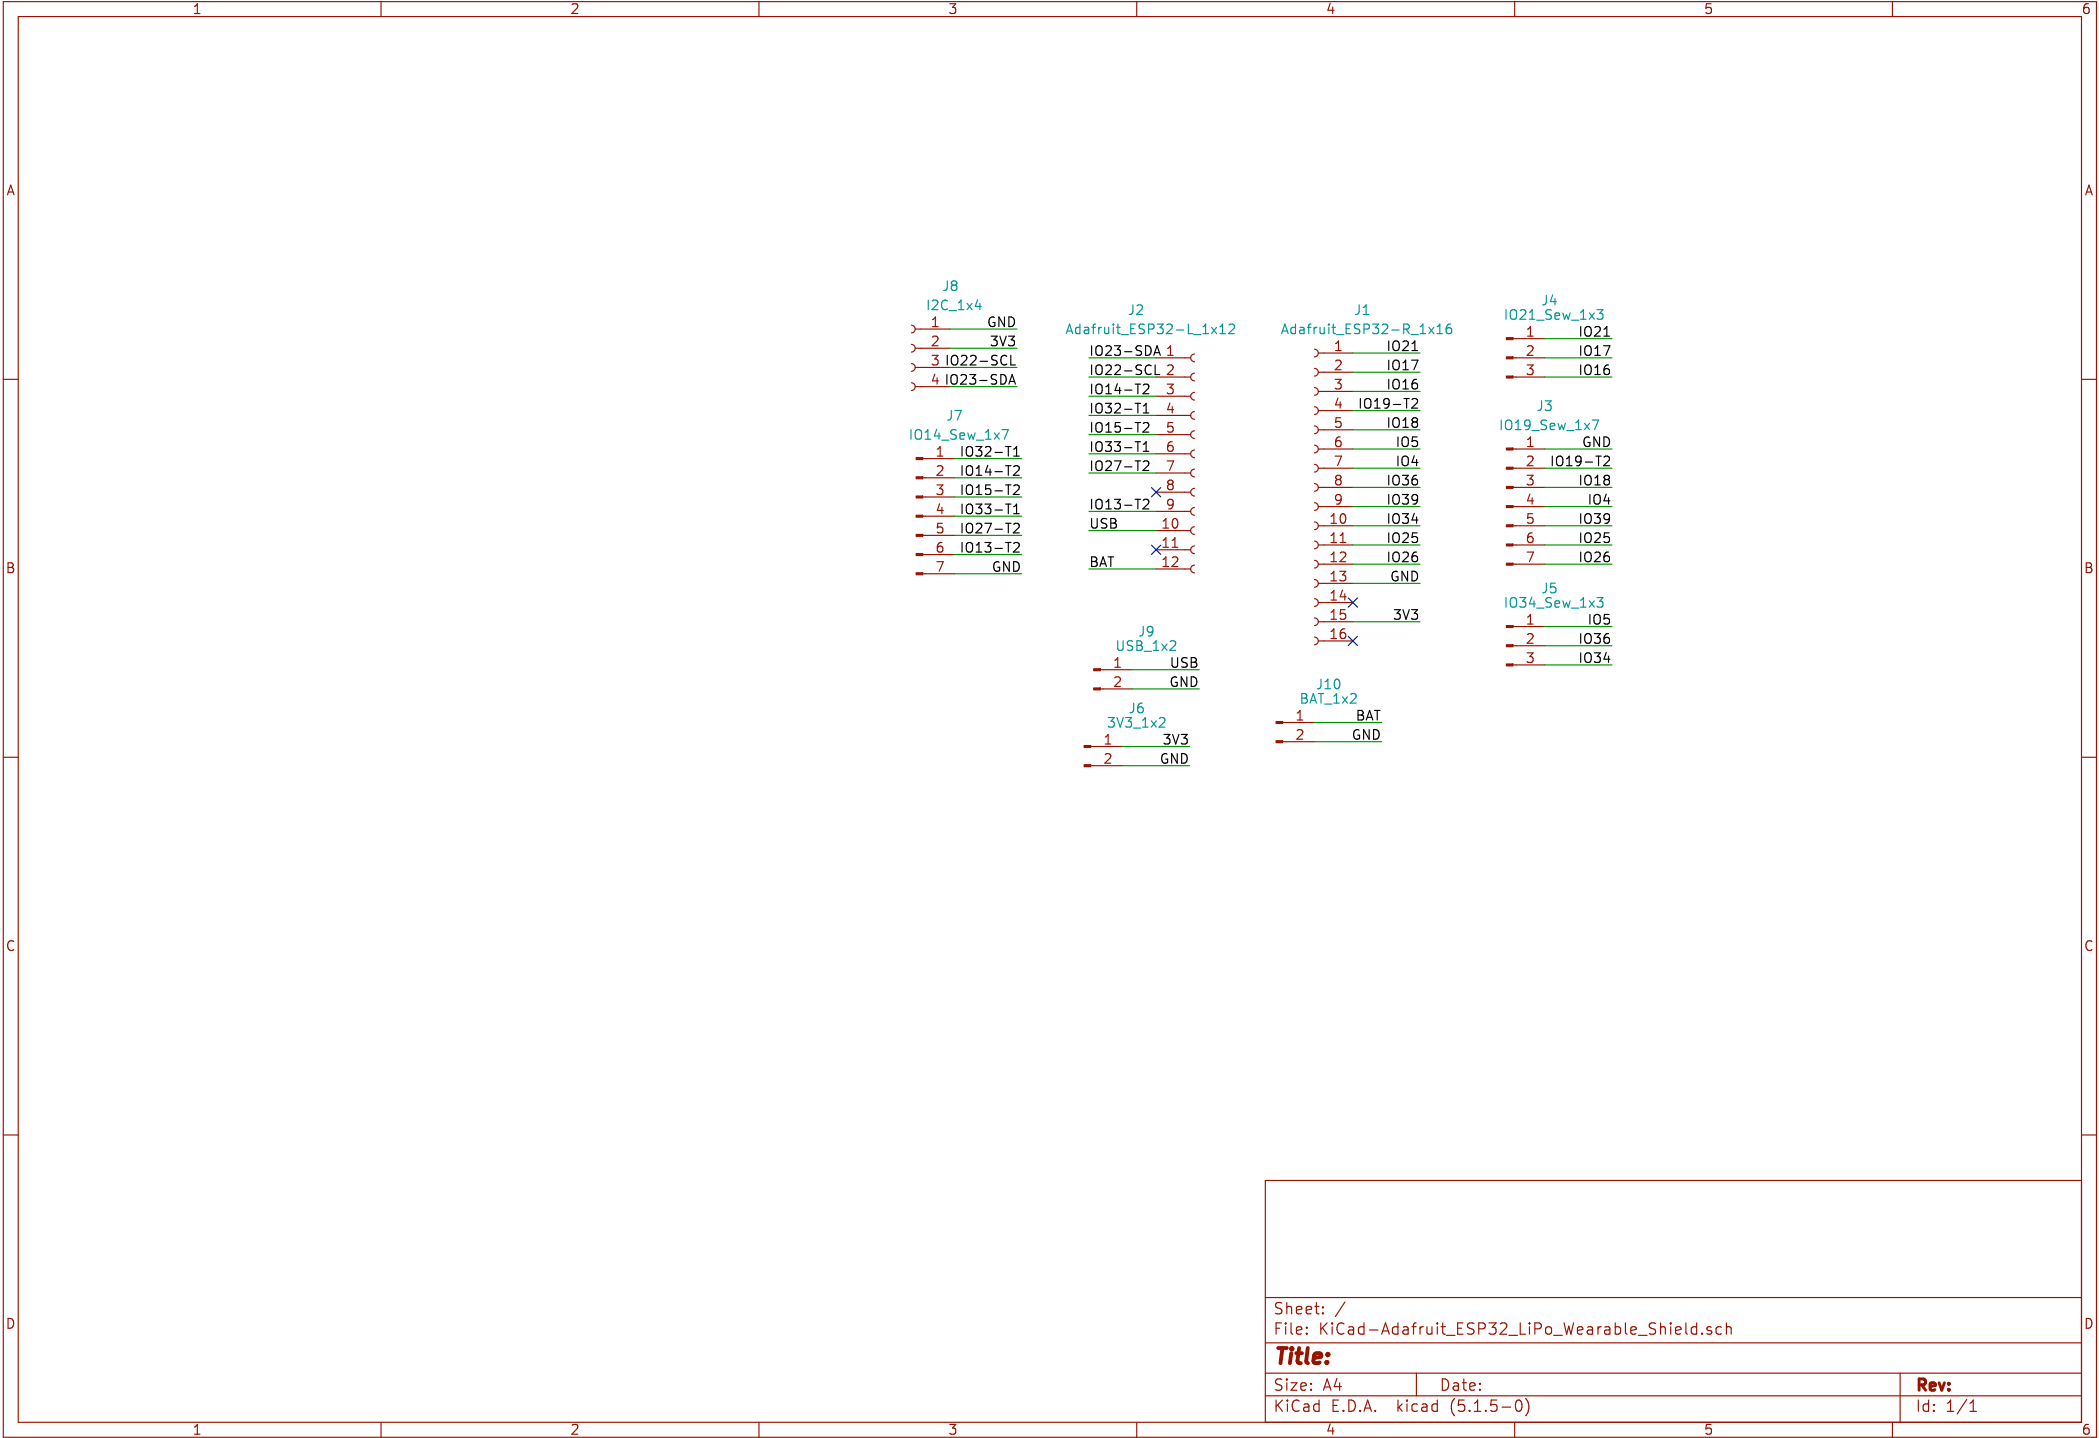 1 2 3 4 5 6
A A
J8
I2C_1x4
1 GND
2 3V3
3 IO22-SCL
4 IO23-SDA
J7
IO14_Sew_1x7
1 IO32-T1
2 IO14-T2
3 IO15-T2
4 IO33-T1
5 IO27-T2
6 IO13-T2
7 GND
J2
Adafruit_ESP32-L_1x12
IO23-SDA 1
IO22-SCL 2
IO14-T2 3
IO32-T1 4
IO15-T2 5
IO33-T1 6
IO27-T2 7
8
IO13-T2 9
USB 10
11
BAT 12
J9
USB_1x2
1 USB
2 GND
J6
3V3_1x2
1 3V3
2 GND
J1
Adafruit_ESP32-R_1x16
1 IO21
2 IO17
3 IO16
4 IO19-T2
5 IO18
6 IO5
7 IO4
8 IO36
9 IO39
10 IO34
11 IO25
12 IO26
13 GND
14
15 3V3
16
J10
BAT_1x2
1 BAT
2 GND
J4
IO21_Sew_1x3
1 IO21
2 IO17
3 IO16
J3
IO19_Sew_1x7
1 GND
2 IO19-T2
3 IO18
4 IO4
5 IO39
6 IO25
7 IO26
J5
IO34_Sew_1x3
1 IO5
2 IO36
3 IO34
B B
C C
D D
Sheet: /
File: KiCad-Adafruit_ESP32_LiPo_Wearable_Shield.sch
Title:
Size: A4 Date: Rev:
KiCad E.D.A. kicad (5.1.5-0) Id: 1/1
1 2 3 4 5 6